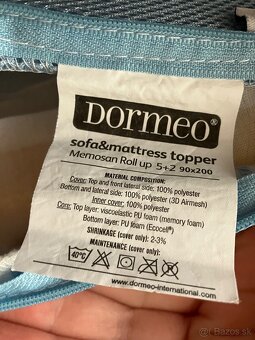 DORMEO®
sofa&mattress topper
Memosan Roll up 5+2 90x200
MATERIAL COMPOSITION:
Cover: Top and front lateral side: 100% polyester
Bottom and lateral side: 100% polyester (3D Airmesh)
Inner cover: 100% polyester
Core: Top layer: viscoelastic PU foam (memory foam)
Bottom layer: PU foam (Ecocell®)
SHRINKAGE (cover only): 2-3%
MAINTENANCE (cover only):
40°C
www.dormeo-international.com
bazos.sk